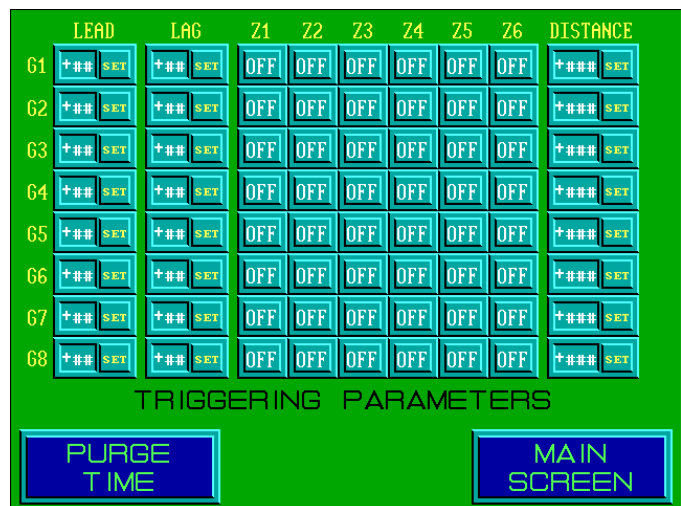 LEAD LAG Z1 Z2 Z3 Z4 Z5 Z6 DISTANCE
G1 +## SET +## SET OFF OFF OFF OFF OFF OFF +### SET
G2 +## SET +## SET OFF OFF OFF OFF OFF OFF +### SET
G3 +## SET +## SET OFF OFF OFF OFF OFF OFF +### SET
G4 +## SET +## SET OFF OFF OFF OFF OFF OFF +### SET
G5 +## SET +## SET OFF OFF OFF OFF OFF OFF +### SET
G6 +## SET +## SET OFF OFF OFF OFF OFF OFF +### SET
G7 +## SET +## SET OFF OFF OFF OFF OFF OFF +### SET
G8 +## SET +## SET OFF OFF OFF OFF OFF OFF +### SET
TRIGGERING PARAMETERS
PURGE
TIME
MAIN
SCREEN